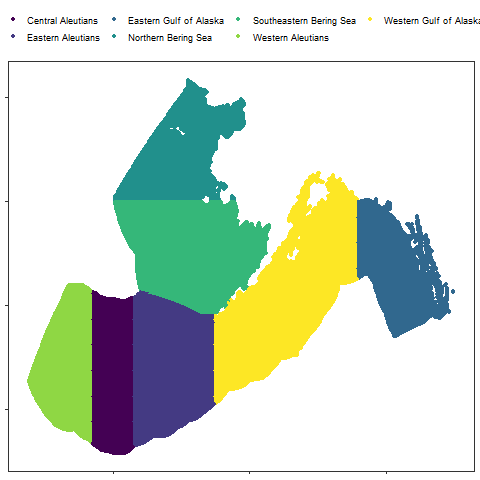 Central Aleutians Eastern Gulf of Alaska Southeastern Bering Sea Western Gulf of Alaska
Eastern Aleutians Northern Bering Sea Western Aleutians